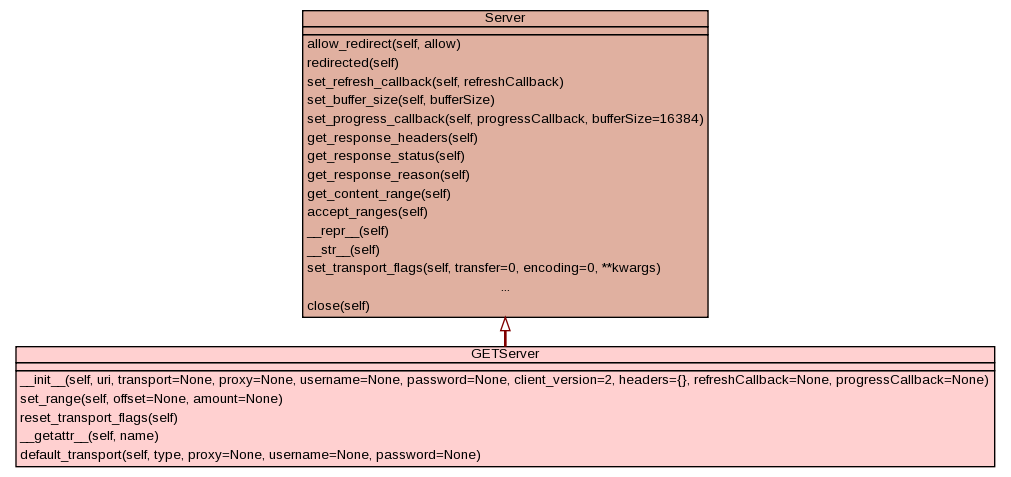 Server
allow_redirect(self, allow)
redirected(self)
set_refresh_callback(self, refreshCallback)
set_buffer_size(self, bufferSize)
set_progress_callback(self, progressCallback, bufferSize=16384)
get_response_headers(self)
get_response_status(self)
get_response_reason(self)
get_content_range(self)
accept_ranges(self)
__repr__(self)
__str__(self)
set_transport_flags(self, transfer=0, encoding=0, **kwargs)
...
close(self)
GETServer
__init__(self, uri, transport=None, proxy=None, username=None, password=None, client_version=2, headers={}, refreshCallback=None, progressCallback=None)
set_range(self, offset=None, amount=None)
reset_transport_flags(self)
__getattr__(self, name)
default_transport(self, type, proxy=None, username=None, password=None)